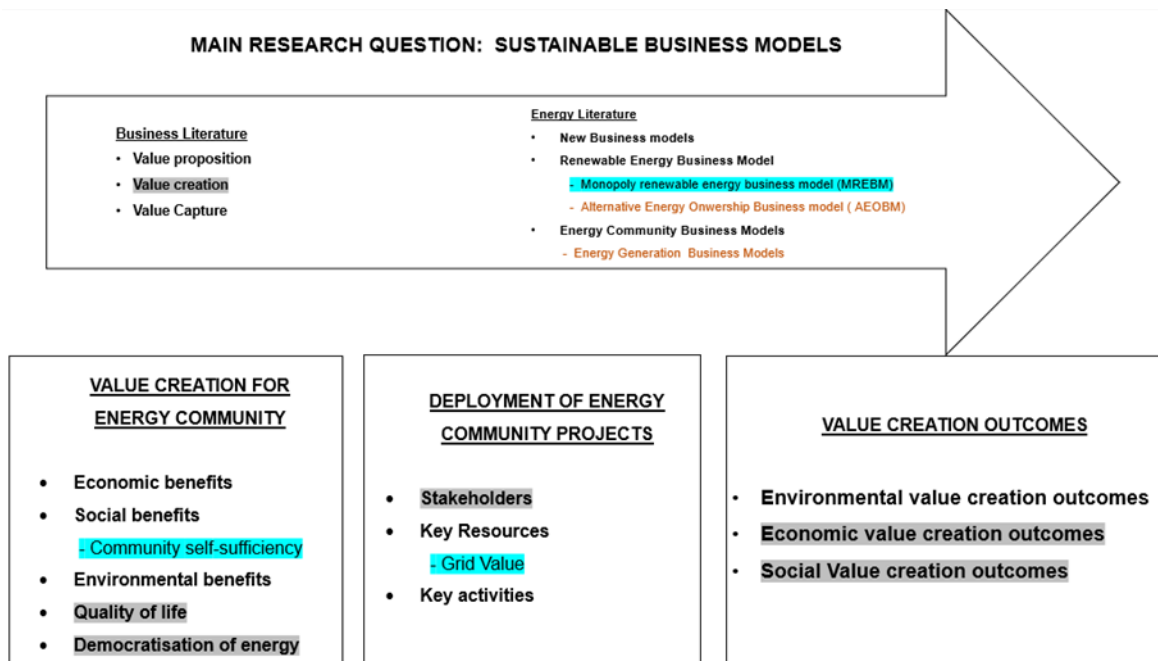 MAIN RESEARCH QUESTION: SUSTAINABLE BUSINESS MODELS
Business Literature
• Value proposition
• Value creation
• Value Capture
Energy Literature
• New Business models
• Renewable Energy Business Model
- Monopoly renewable energy business model (MREBM)
- Alternative Energy Onwership Business model ( AEOBM)
• Energy Community Business Models
- Energy Generation Business Models
VALUE CREATION FOR
ENERGY COMMUNITY
• Economic benefits
• Social benefits
- Community self-sufficiency
• Environmental benefits
• Quality of life
• Democratisation of energy
DEPLOYMENT OF ENERGY
COMMUNITY PROJECTS
• Stakeholders
• Key Resources
- Grid Value
• Key activities
VALUE CREATION OUTCOMES
• Environmental value creation outcomes
• Economic value creation outcomes
• Social Value creation outcomes